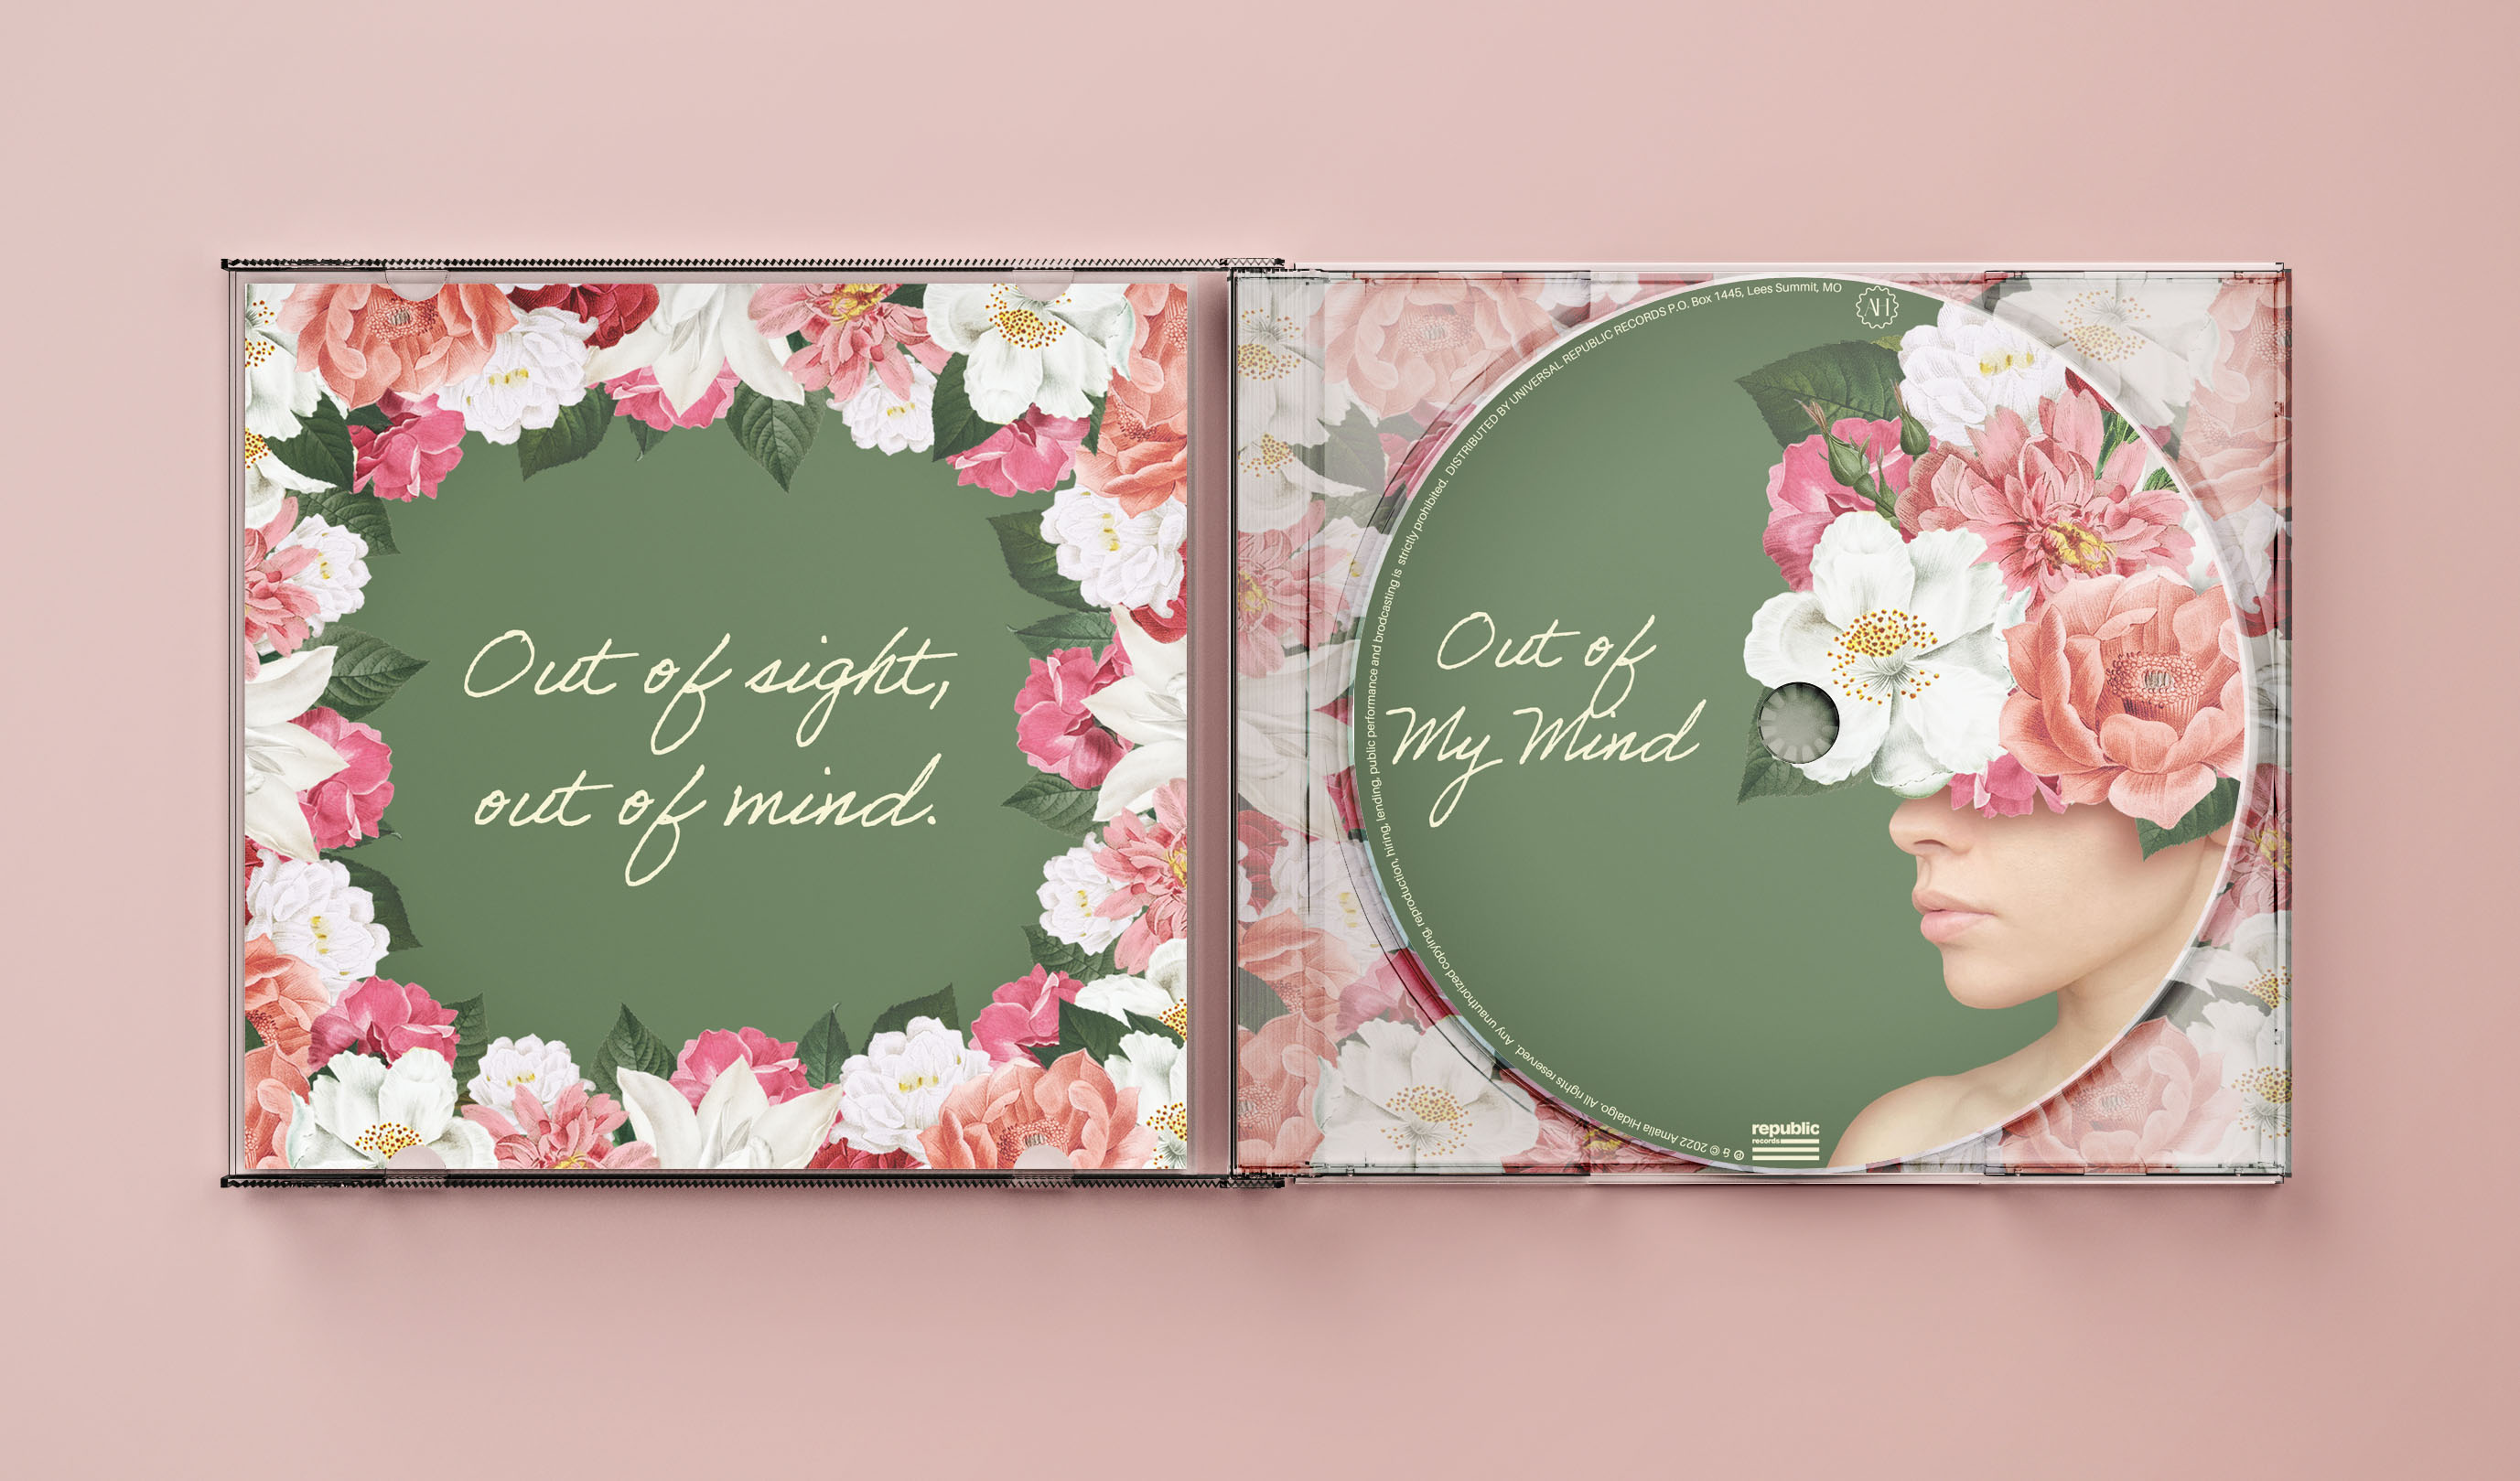 Out of sight,
out of mind.
Out of
My Mind
℗ & © 2022 Amalia Hidalgo. All rights reserved. Any unauthorized copying, reproduction, hiring, lending, public performance and brodcasting is strictly prohibited. DISTRIBUTED BY UNIVERSAL REPUBLIC RECORDS P.O. Box 1445, Lees Summit, MO
AH
republic
records